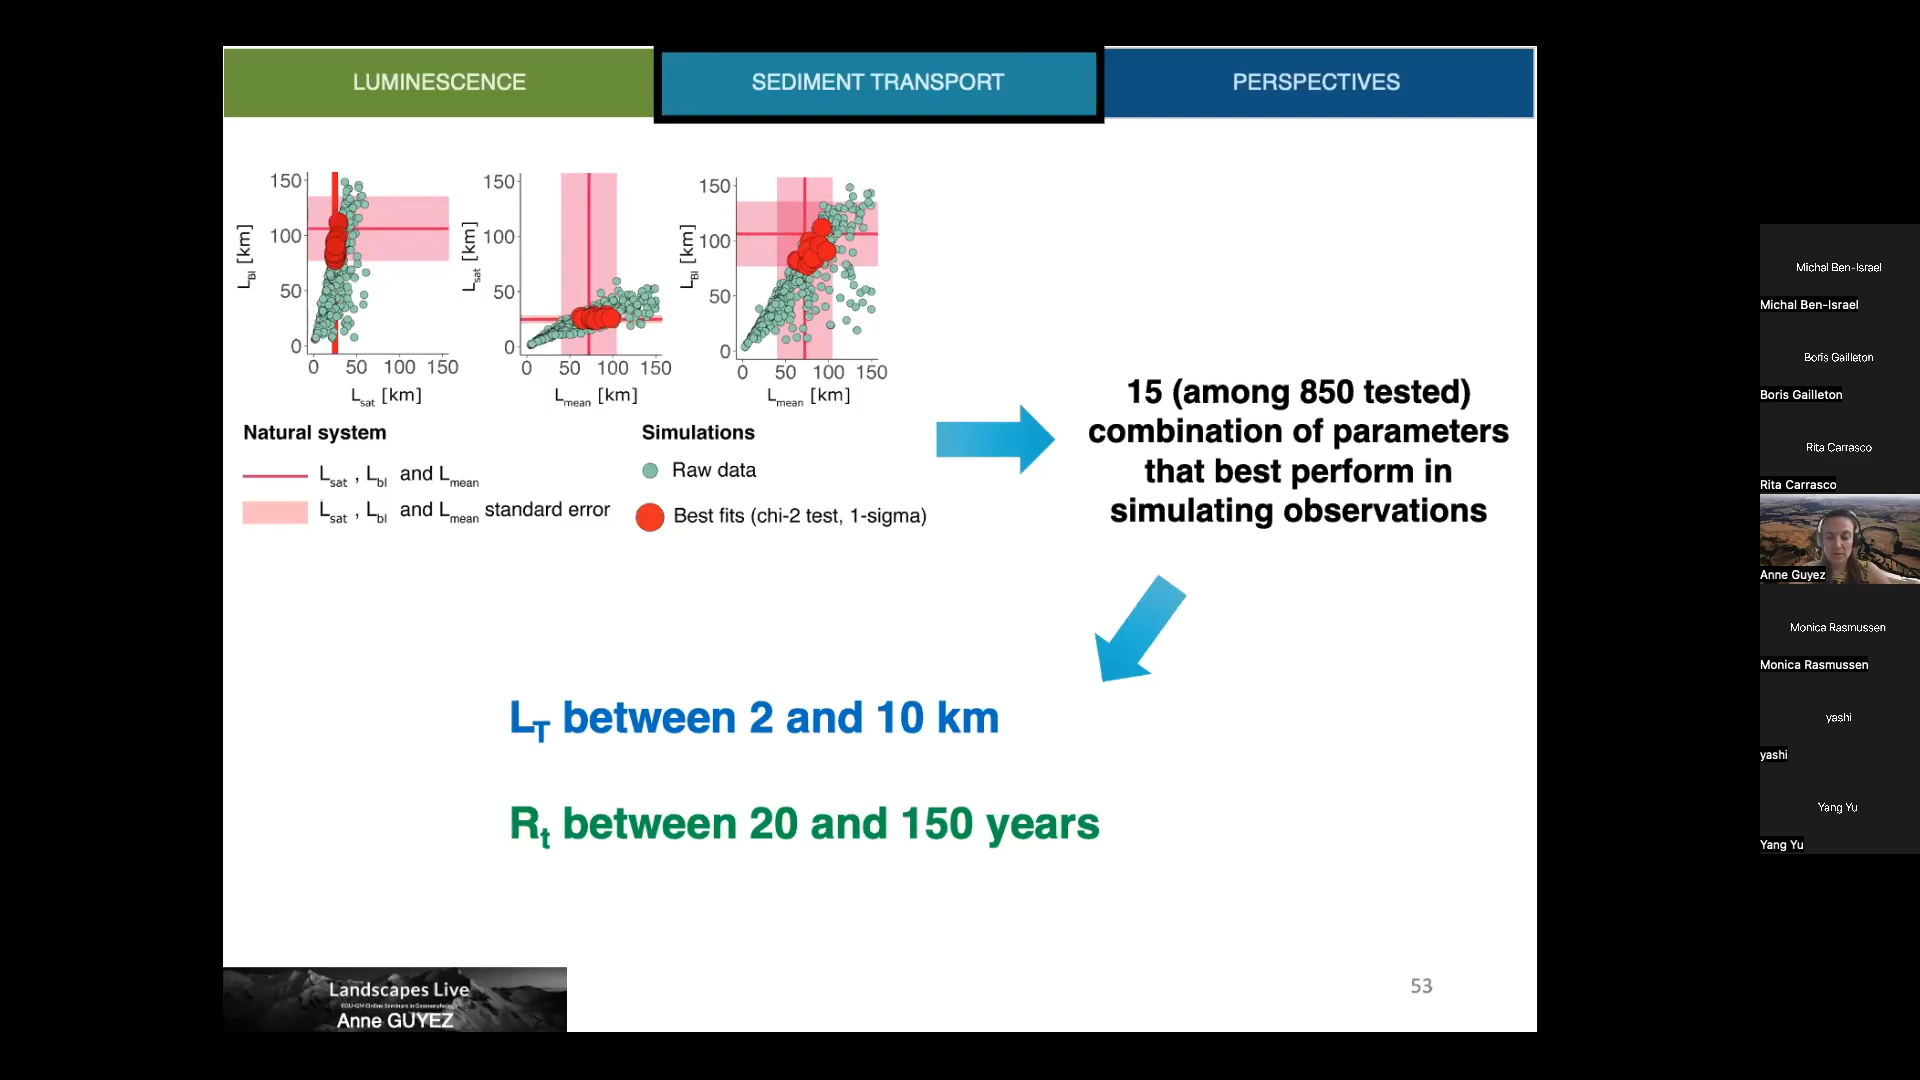 LUMINESCENCE
SEDIMENT TRANSPORT
PERSPECTIVES
150
100
50
0
L_Bl [km]
0 50 100 150
L_sat [km]
150
100
50
0
L_sat [km]
0 50 100 150
L_mean [km]
150
100
50
0
L_Bl [km]
0 50 100 150
L_mean [km]
Natural system
L_sat , L_bl and L_mean
L_sat , L_bl and L_mean standard error
Simulations
Raw data
Best fits (chi-2 test, 1-sigma)
15 (among 850 tested)
combination of parameters
that best perform in
simulating observations
L_T between 2 and 10 km
R_t between 20 and 150 years
Landscapes Live
EGU-GM Online Seminars in Geomorphology
Anne GUYEZ
53
Michal Ben-Israel
Michal Ben-Israel
Boris Gailleton
Boris Gailleton
Rita Carrasco
Rita Carrasco
Anne Guyez
Monica Rasmussen
Monica Rasmussen
yashi
yashi
Yang Yu
Yang Yu